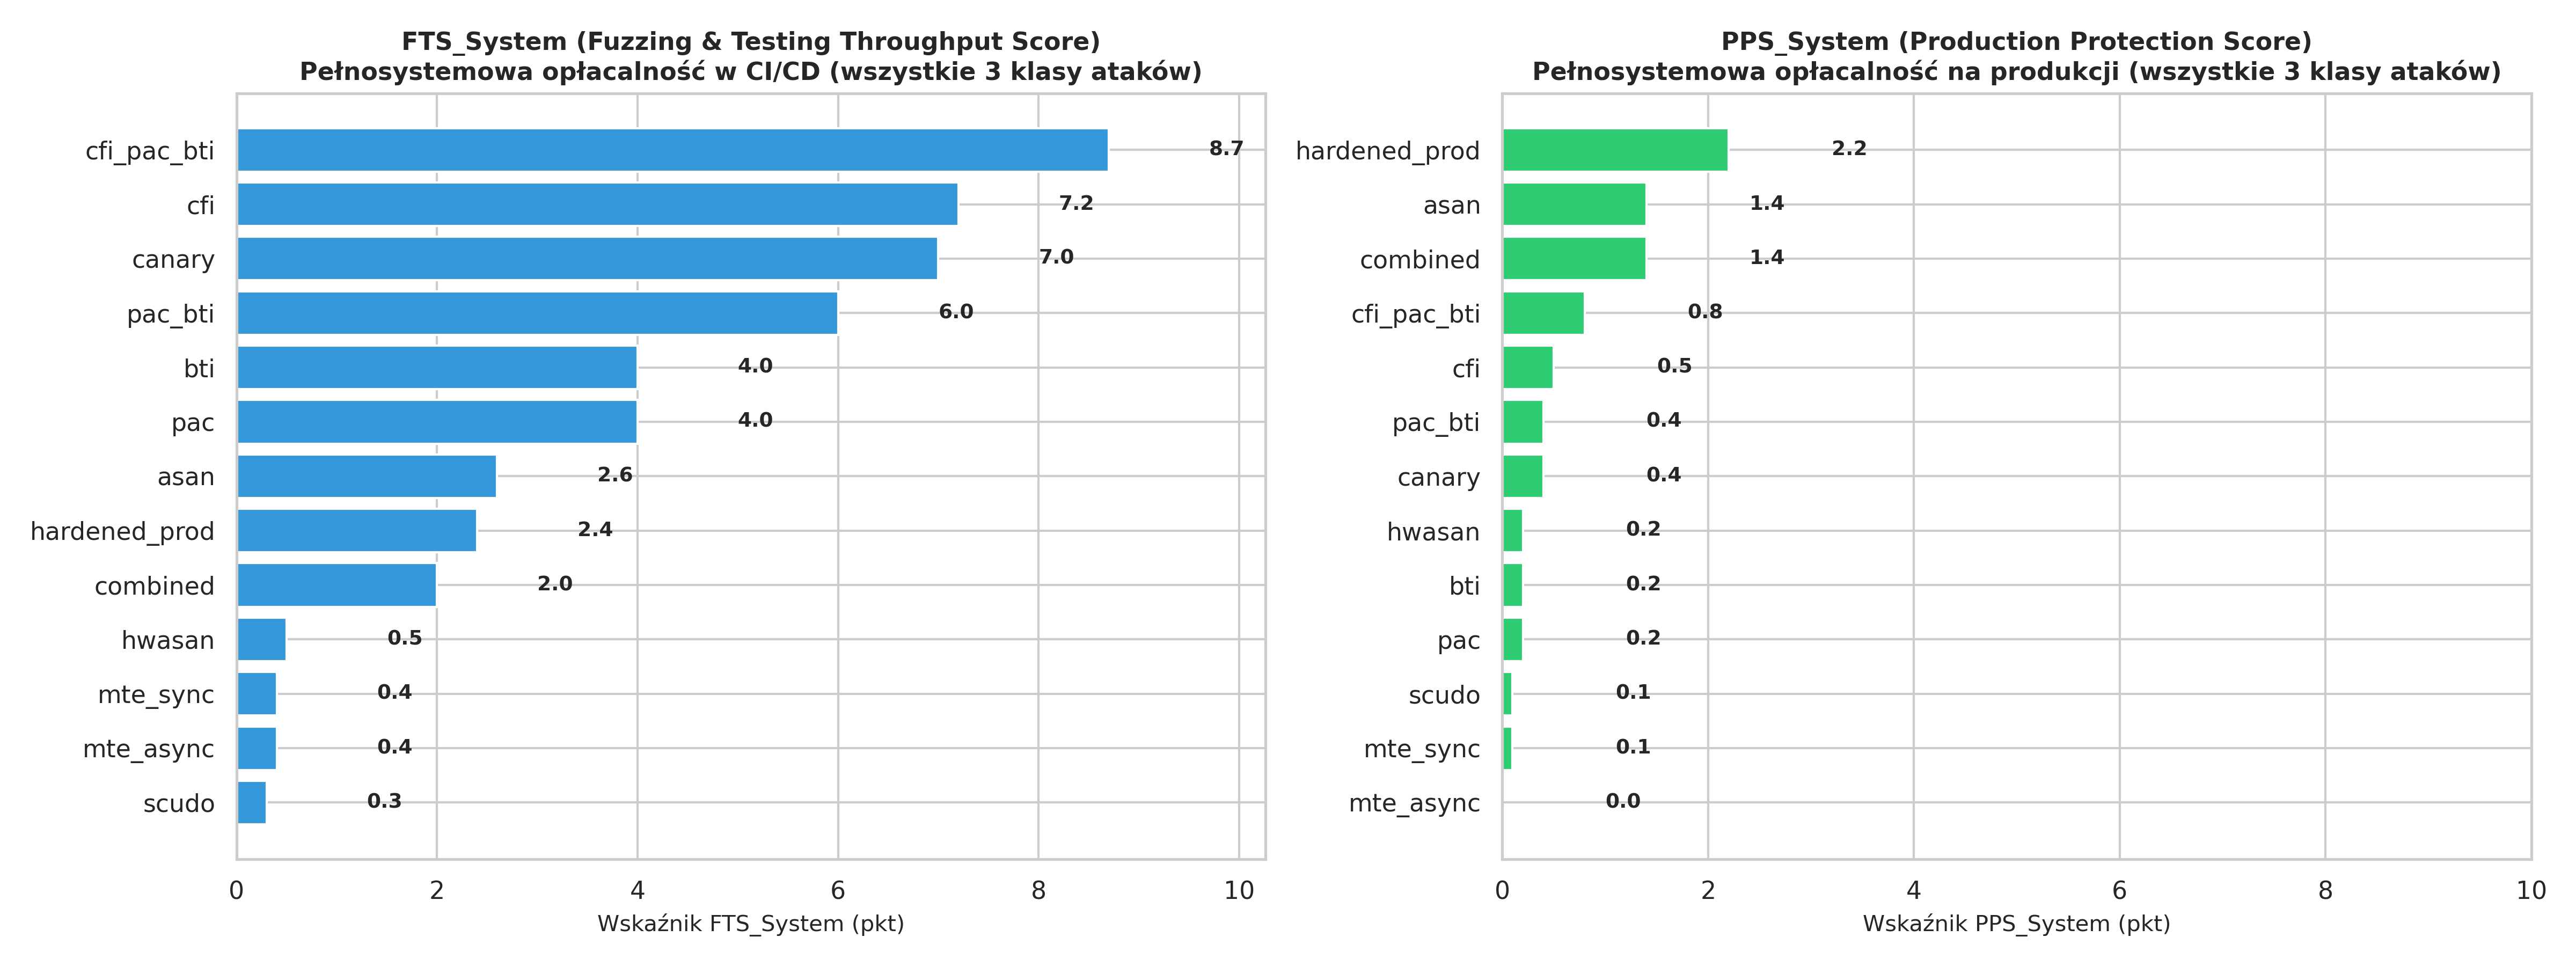 FTS_System (Fuzzing & Testing Throughput Score)
Pełnosystemowa opłacalność w CI/CD (wszystkie 3 klasy ataków)
cfi_pac_bti 8.7
cfi 7.2
canary 7.0
pac_bti 6.0
bti 4.0
pac 4.0
asan 2.6
hardened_prod 2.4
combined 2.0
hwasan 0.5
mte_sync 0.4
mte_async 0.4
scudo 0.3
0 2 4 6 8 10
Wskaźnik FTS_System (pkt)
PPS_System (Production Protection Score)
Pełnosystemowa opłacalność na produkcji (wszystkie 3 klasy ataków)
hardened_prod 2.2
asan 1.4
combined 1.4
cfi_pac_bti 0.8
cfi 0.5
pac_bti 0.4
canary 0.4
hwasan 0.2
bti 0.2
pac 0.2
scudo 0.1
mte_sync 0.1
mte_async 0.0
0 2 4 6 8 10
Wskaźnik PPS_System (pkt)